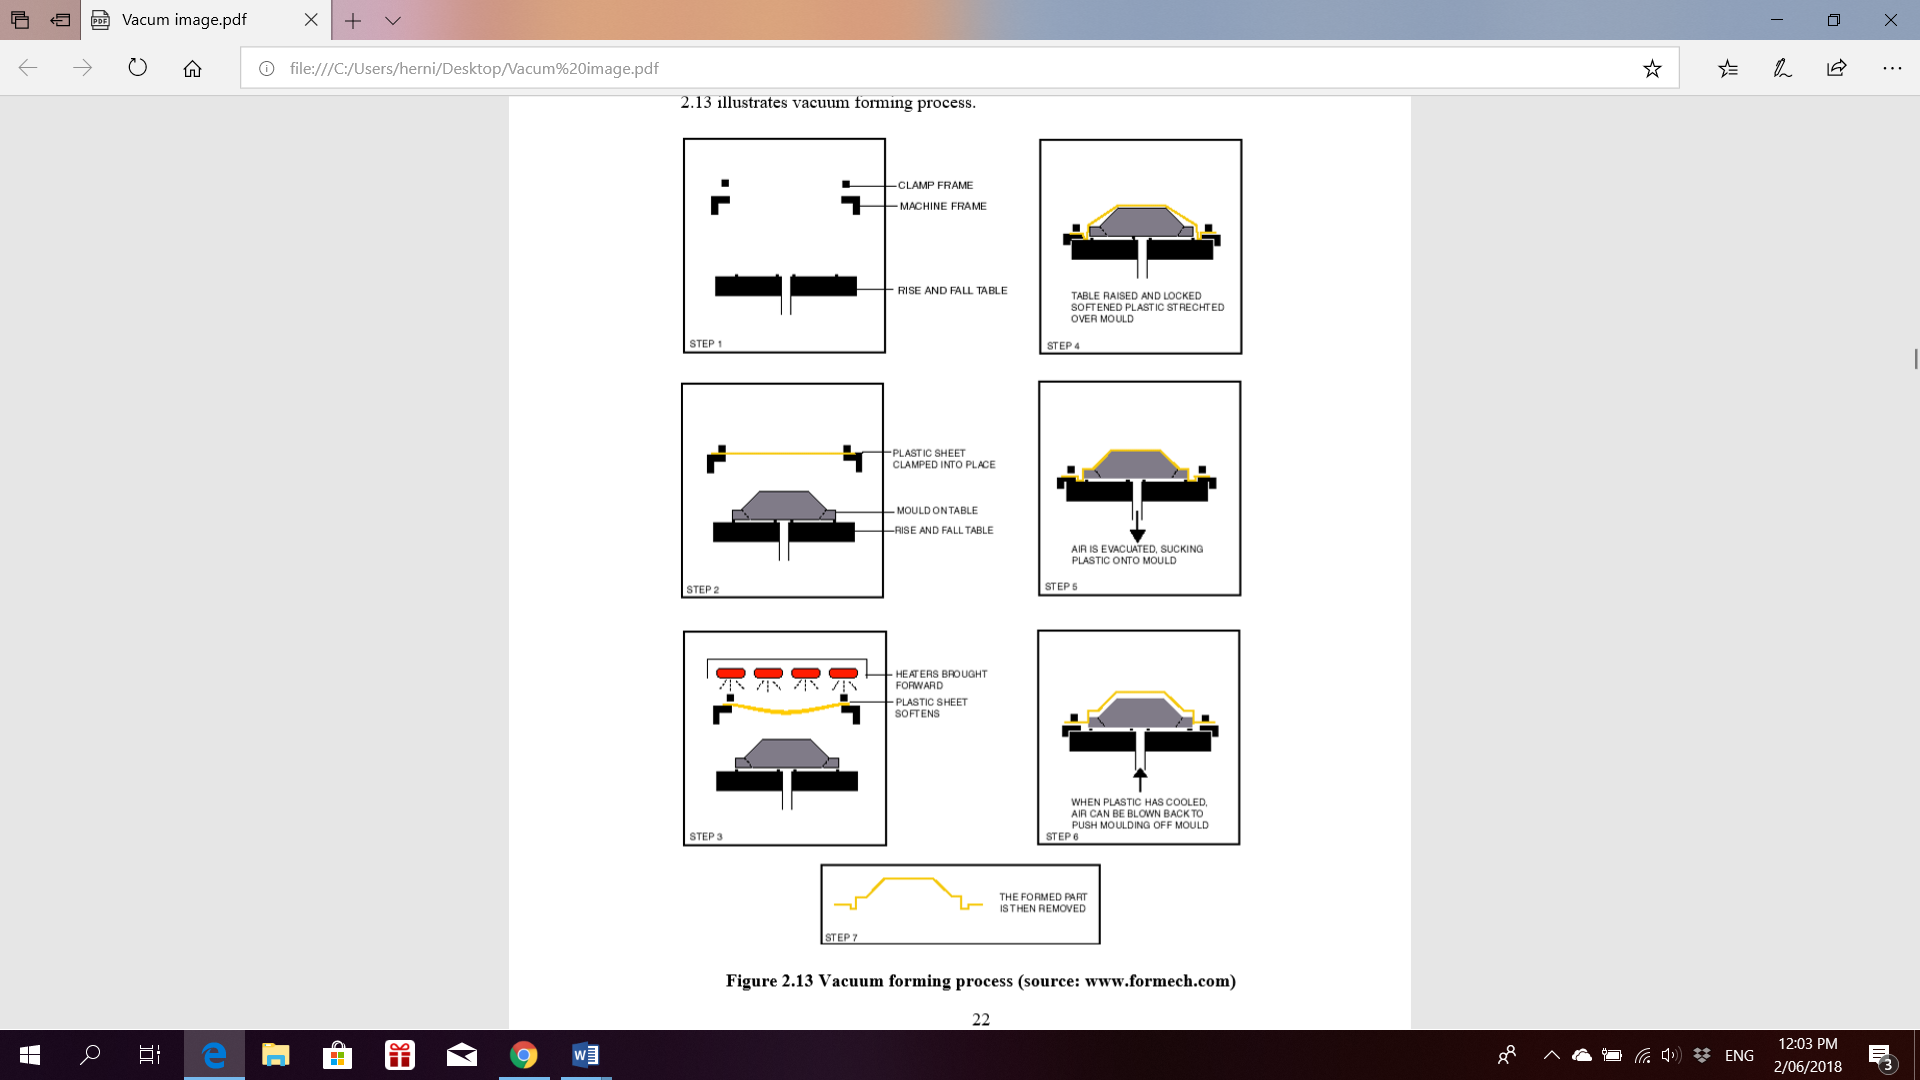 Vacum image.pdf
file:///C:/Users/herni/Desktop/Vacum%20image.pdf
2.13 illustrates vacuum forming process.
CLAMP FRAME
MACHINE FRAME
RISE AND FALL TABLE
STEP 1
PLASTIC SHEET
CLAMPED INTO PLACE
MOULD ON TABLE
RISE AND FALL TABLE
STEP 2
HEATERS BROUGHT
FORWARD
PLASTIC SHEET
SOFTENS
STEP 3
TABLE RAISED AND LOCKED
SOFTENED PLASTIC STRECHTED
OVER MOULD
STEP 4
AIR IS EVACUATED, SUCKING
PLASTIC ONTO MOULD
STEP 5
WHEN PLASTIC HAS COOLED,
AIR CAN BE BLOWN BACK TO
PUSH MOULDING OFF MOULD
STEP 6
THE FORMED PART
IS THEN REMOVED
STEP 7
Figure 2.13 Vacuum forming process (source: www.formech.com)
22
ENG
12:03 PM
2/06/2018
3